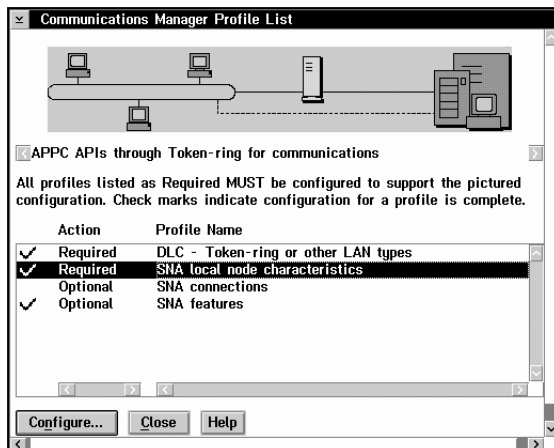 Communications Manager Profile List
APPC APIs through Token-ring for communications
All profiles listed as Required MUST be configured to support the pictured
configuration. Check marks indicate configuration for a profile is complete.
Action Profile Name
Required DLC - Token-ring or other LAN types
Required SNA local node characteristics
Optional SNA connections
Optional SNA features
Configure... Close Help